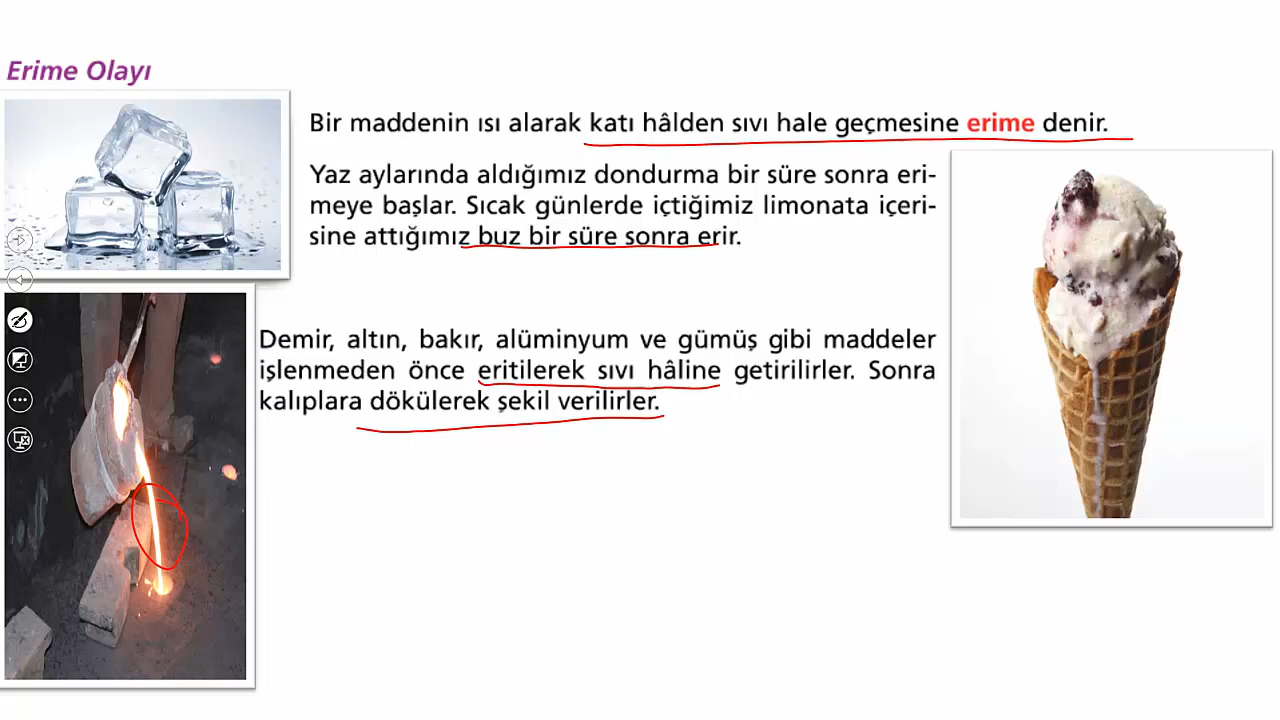 Erime Olayı
Bir maddenin ısı alarak katı hâlden sıvı hale geçmesine erime denir.
Yaz aylarında aldığımız dondurma bir süre sonra eri-
meye başlar. Sıcak günlerde içtiğimiz limonata içeri-
sine attığımız buz bir süre sonra erir.
Demir, altın, bakır, alüminyum ve gümüş gibi maddeler
işlenmeden önce eritilerek sıvı hâline getirilirler. Sonra
kalıplara dökülerek şekil verilirler.